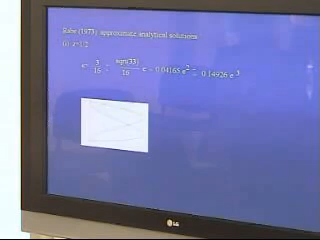 Rabe (1973) approximate analytical solutions
(i) z=1/2
e= 3/16 ± sqrt(33)/16 e – 0.04165 e² ± 0.14926 e³
LG